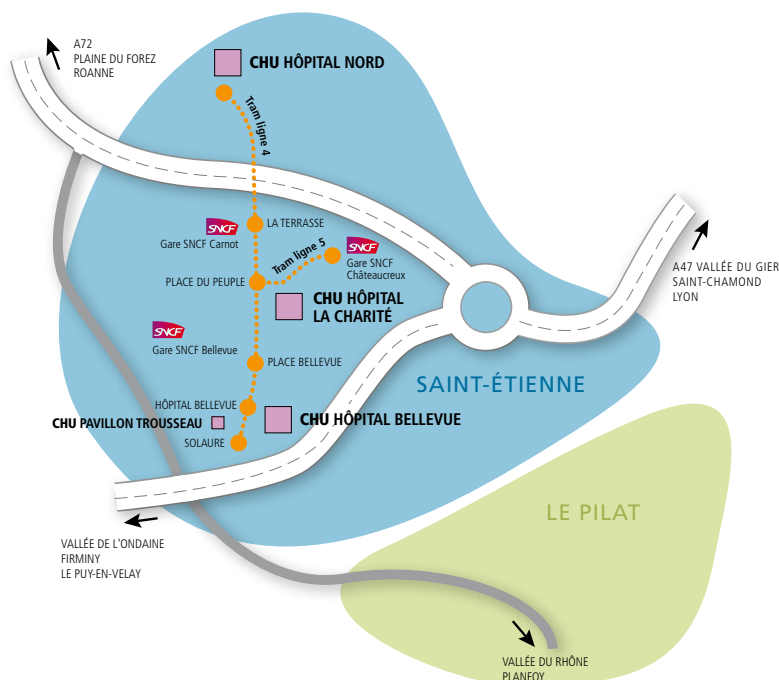 A72
PLAINE DU FOREZ
ROANNE
CHU HÔPITAL NORD
Tram ligne 4
SNCF
Gare SNCF Carnot
LA TERRASSE
Tram ligne 5
SNCF
Gare SNCF
Châteaucreux
A47 VALLÉE DU GIER
SAINT-CHAMOND
LYON
PLACE DU PEUPLE
CHU HÔPITAL
LA CHARITÉ
SNCF
Gare SNCF Bellevue
PLACE BELLEVUE
SAINT-ÉTIENNE
HÔPITAL BELLEVUE
CHU PAVILLON TROUSSEAU
CHU HÔPITAL BELLEVUE
SOLAURE
LE PILAT
VALLÉE DE L'ONDAINE
FIRMINY
LE PUY-EN-VELAY
VALLÉE DU RHÔNE
PLANFOY